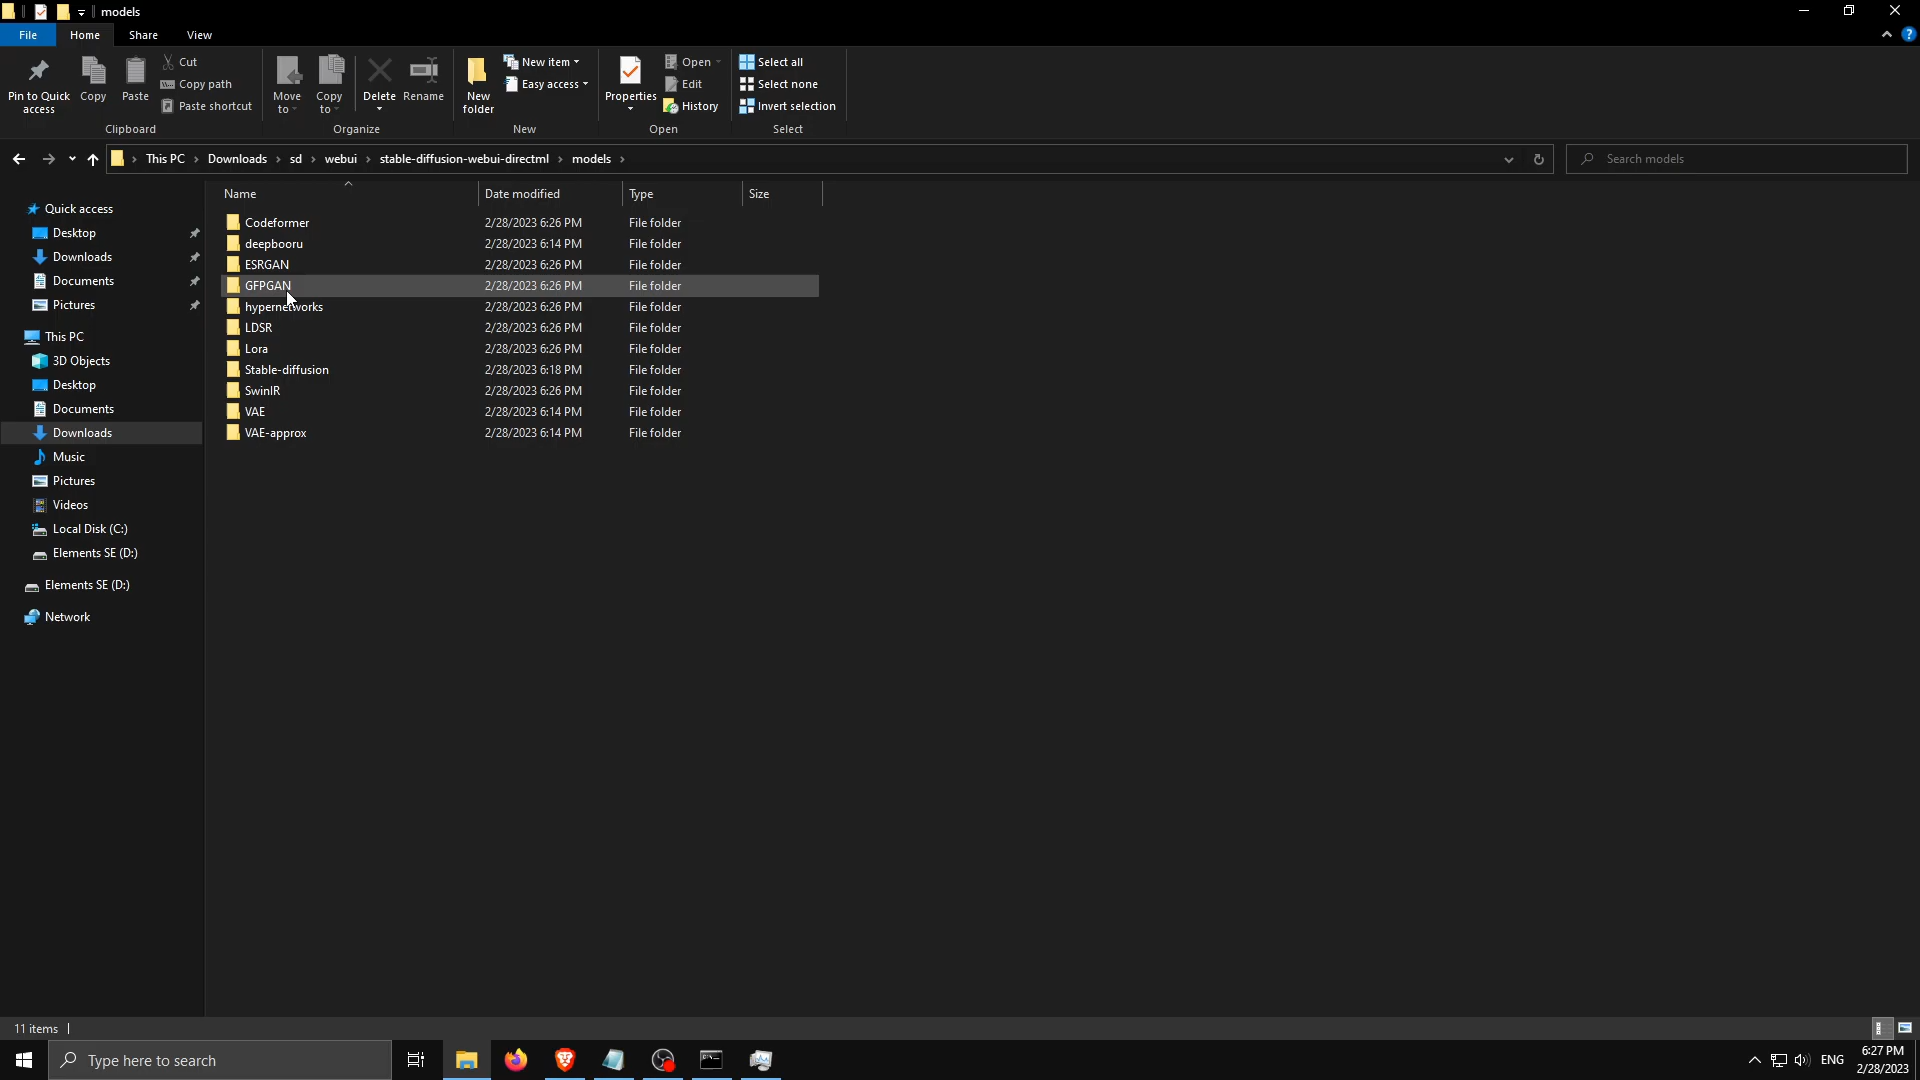 models
File Home Share View
Pin to Quick access
Copy
Paste
Cut
Copy path
Paste shortcut
Clipboard
Move to
Copy to
Delete
Rename
Organize
New folder
New item
Easy access
New
Properties
Open
Edit
History
Open
Select all
Select none
Invert selection
Select
This PC › Downloads › sd › webui › stable-diffusion-webui-directml › models ›
Search models
Quick access
Desktop
Downloads
Documents
Pictures
This PC
3D Objects
Desktop
Documents
Downloads
Music
Pictures
Videos
Local Disk (C:)
Elements SE (D:)
Elements SE (D:)
Network
Name Date modified Type Size
Codeformer 2/28/2023 6:26 PM File folder
deepbooru 2/28/2023 6:14 PM File folder
ESRGAN 2/28/2023 6:26 PM File folder
GFPGAN 2/28/2023 6:26 PM File folder
hypernetworks 2/28/2023 6:26 PM File folder
LDSR 2/28/2023 6:26 PM File folder
Lora 2/28/2023 6:26 PM File folder
Stable-diffusion 2/28/2023 6:18 PM File folder
SwinIR 2/28/2023 6:26 PM File folder
VAE 2/28/2023 6:14 PM File folder
VAE-approx 2/28/2023 6:14 PM File folder
11 items
Type here to search
ENG
6:27 PM
2/28/2023